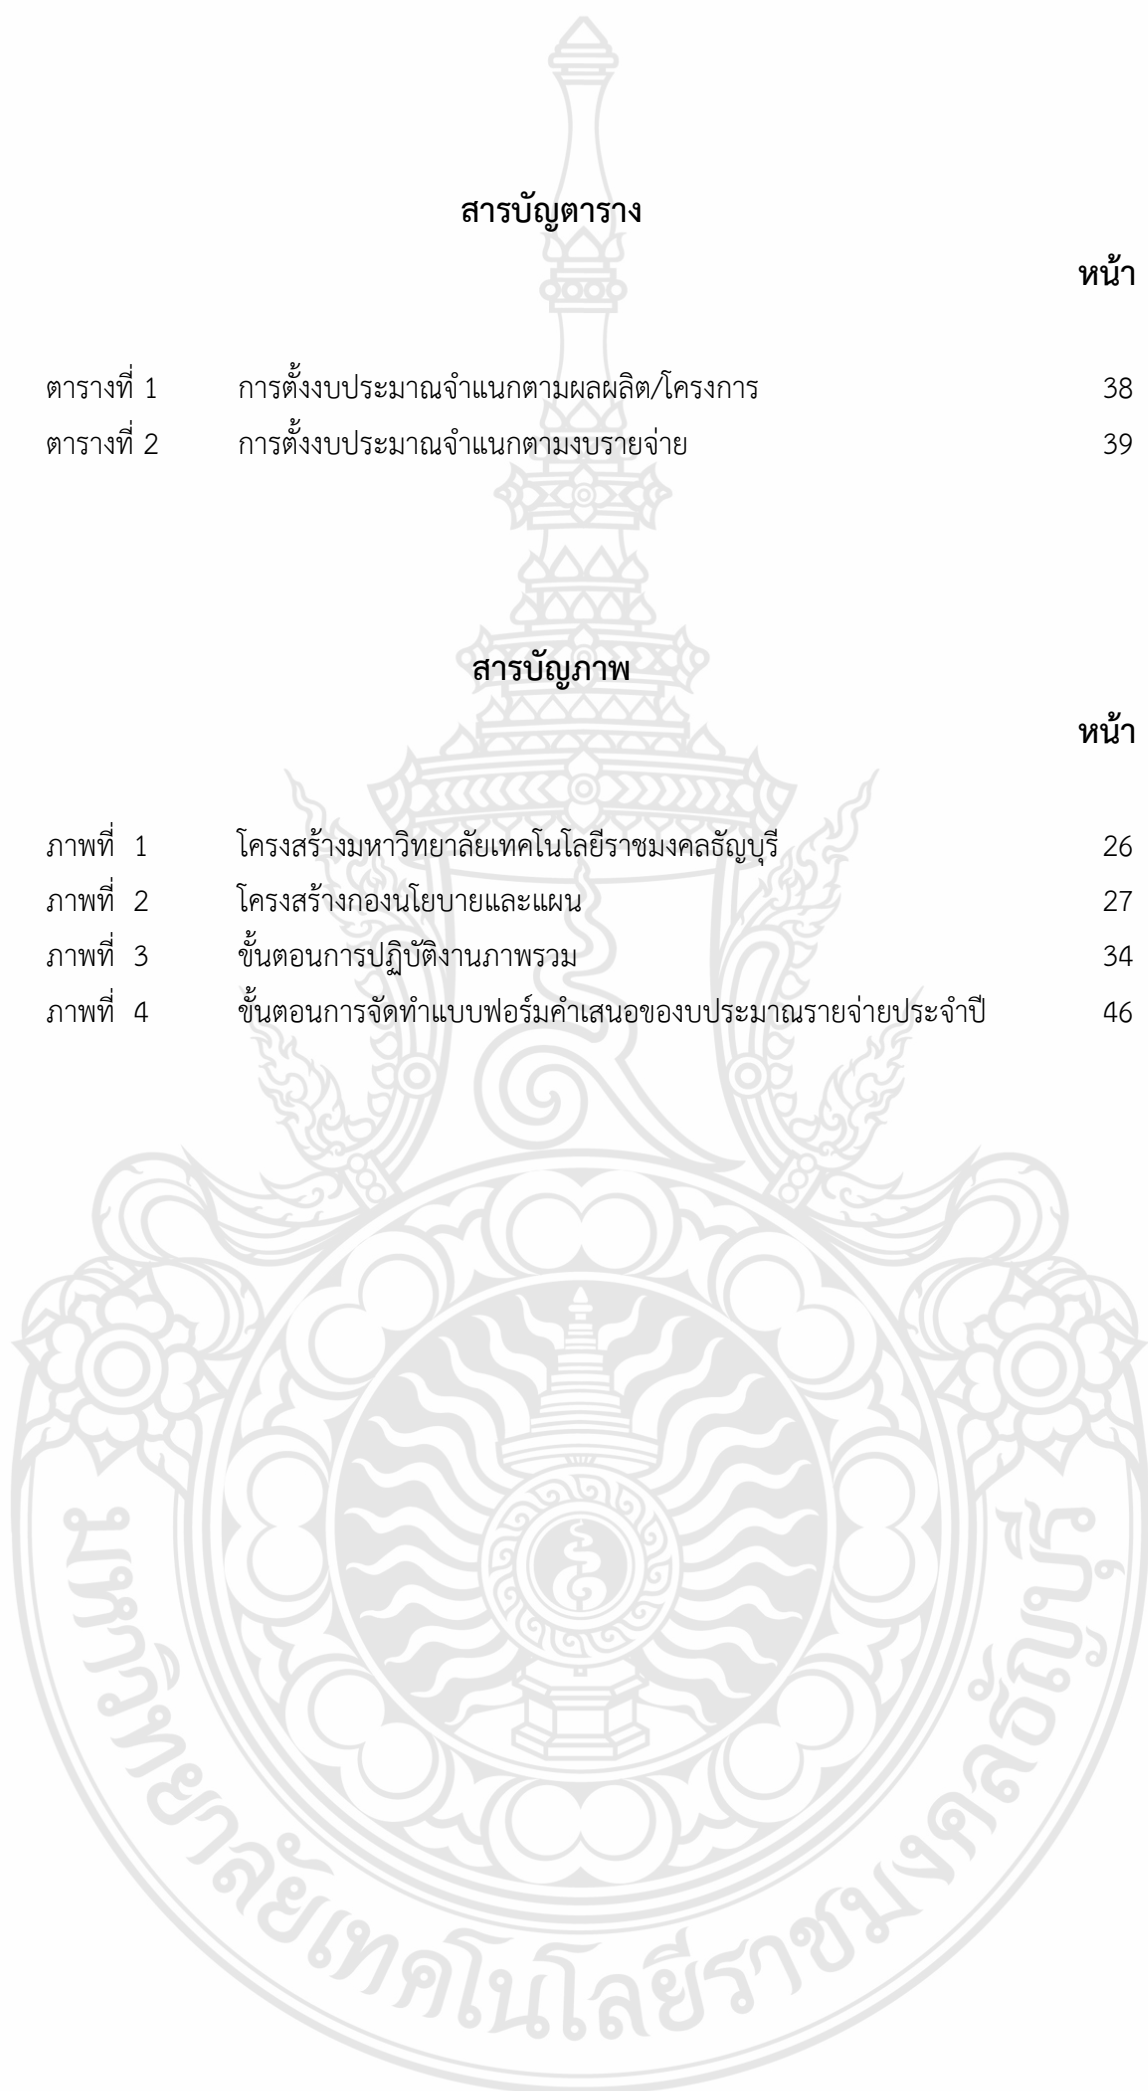 สารบัญตาราง
หน้า
ตารางที่ 1 การตั้งงบประมาณจำแนกตามผลผลิต/โครงการ 38
ตารางที่ 2 การตั้งงบประมาณจำแนกตามงบรายจ่าย 39
สารบัญภาพ
หน้า
ภาพที่ 1 โครงสร้างมหาวิทยาลัยเทคโนโลยีราชมงคลธัญบุรี 26
ภาพที่ 2 โครงสร้างกองนโยบายและแผน 27
ภาพที่ 3 ขั้นตอนการปฏิบัติงานภาพรวม 34
ภาพที่ 4 ขั้นตอนการจัดทำแบบฟอร์มคำเสนอของบประมาณรายจ่ายประจำปี 46
มหาวิทยาลัยเทคโนโลยีราชมงคลธัญบุรี